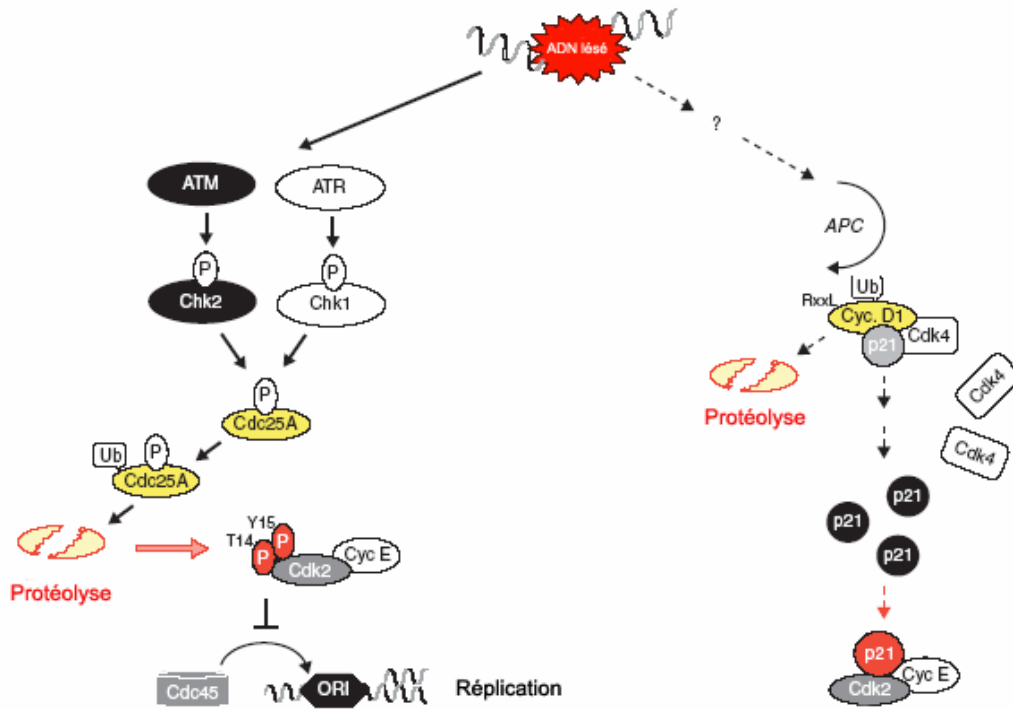 ADN lésé
?
ATM
ATR
APC
P
P
Chk2
Chk1
RxxL
Ub
Cyc. D1
p21
Cdk4
P
Cdc25A
Protéolyse
Cdk4
Cdk4
Ub
P
Cdc25A
p21
p21
p21
Y15
T14
P
P
Cdk2
Cyc E
Protéolyse
p21
Cdk2
Cyc E
Cdc45
ORI
Réplication